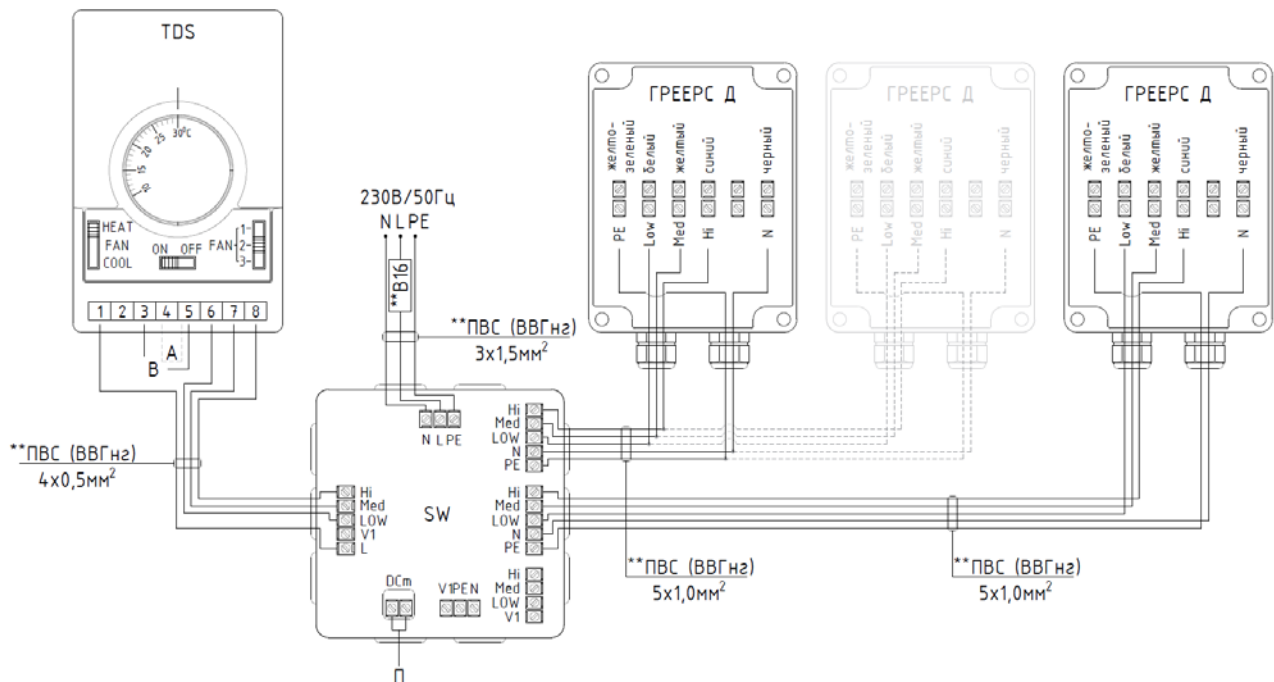 TDS
10
15
20
25
30°C
HEAT
FAN
COOL
ON OFF
FAN
1
2
3
1 2 3 4 5 6 7 8
B
A
**ПВС (ВВГнг)
4х0,5мм²
230В/50Гц
N L PE
**В16
**ПВС (ВВГнг)
3х1,5мм²
N L PE
SW
Hi
Med
LOW
V1
L
Hi
Med
LOW
N
PE
Hi
Med
LOW
N
PE
Hi
Med
LOW
V1
DCm
V1PEN
П
ГРЕЕРС Д
желто-
зеленый
белый
желтый
синий
черный
PE
Low
Med
Hi
N
ГРЕЕРС Д
желто-
зеленый
белый
желтый
синий
черный
PE
Low
Med
Hi
N
ГРЕЕРС Д
желто-
зеленый
белый
желтый
синий
черный
PE
Low
Med
Hi
N
**ПВС (ВВГнг)
5х1,0мм²
**ПВС (ВВГнг)
5х1,0мм²